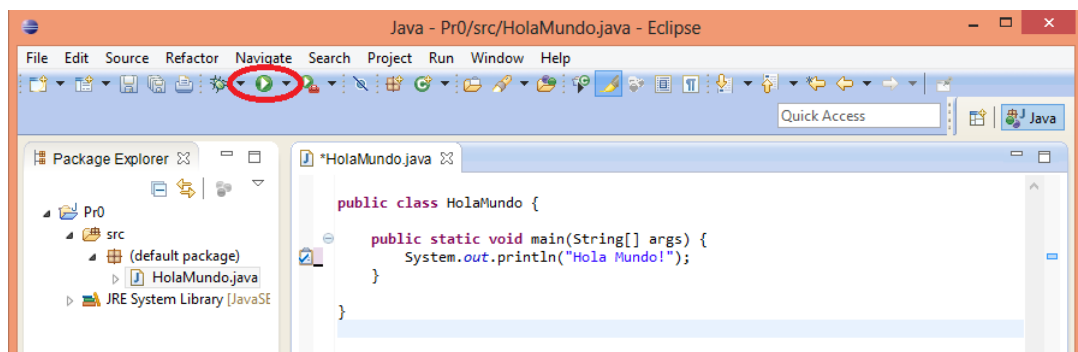 Java - Pr0/src/HolaMundo.java - Eclipse
File Edit Source Refactor Navigate Search Project Run Window Help
Quick Access
Java
Package Explorer
*HolaMundo.java
Pr0
src
(default package)
HolaMundo.java
JRE System Library [JavaSE
public class HolaMundo {
public static void main(String[] args) {
System.out.println("Hola Mundo!");
}
}